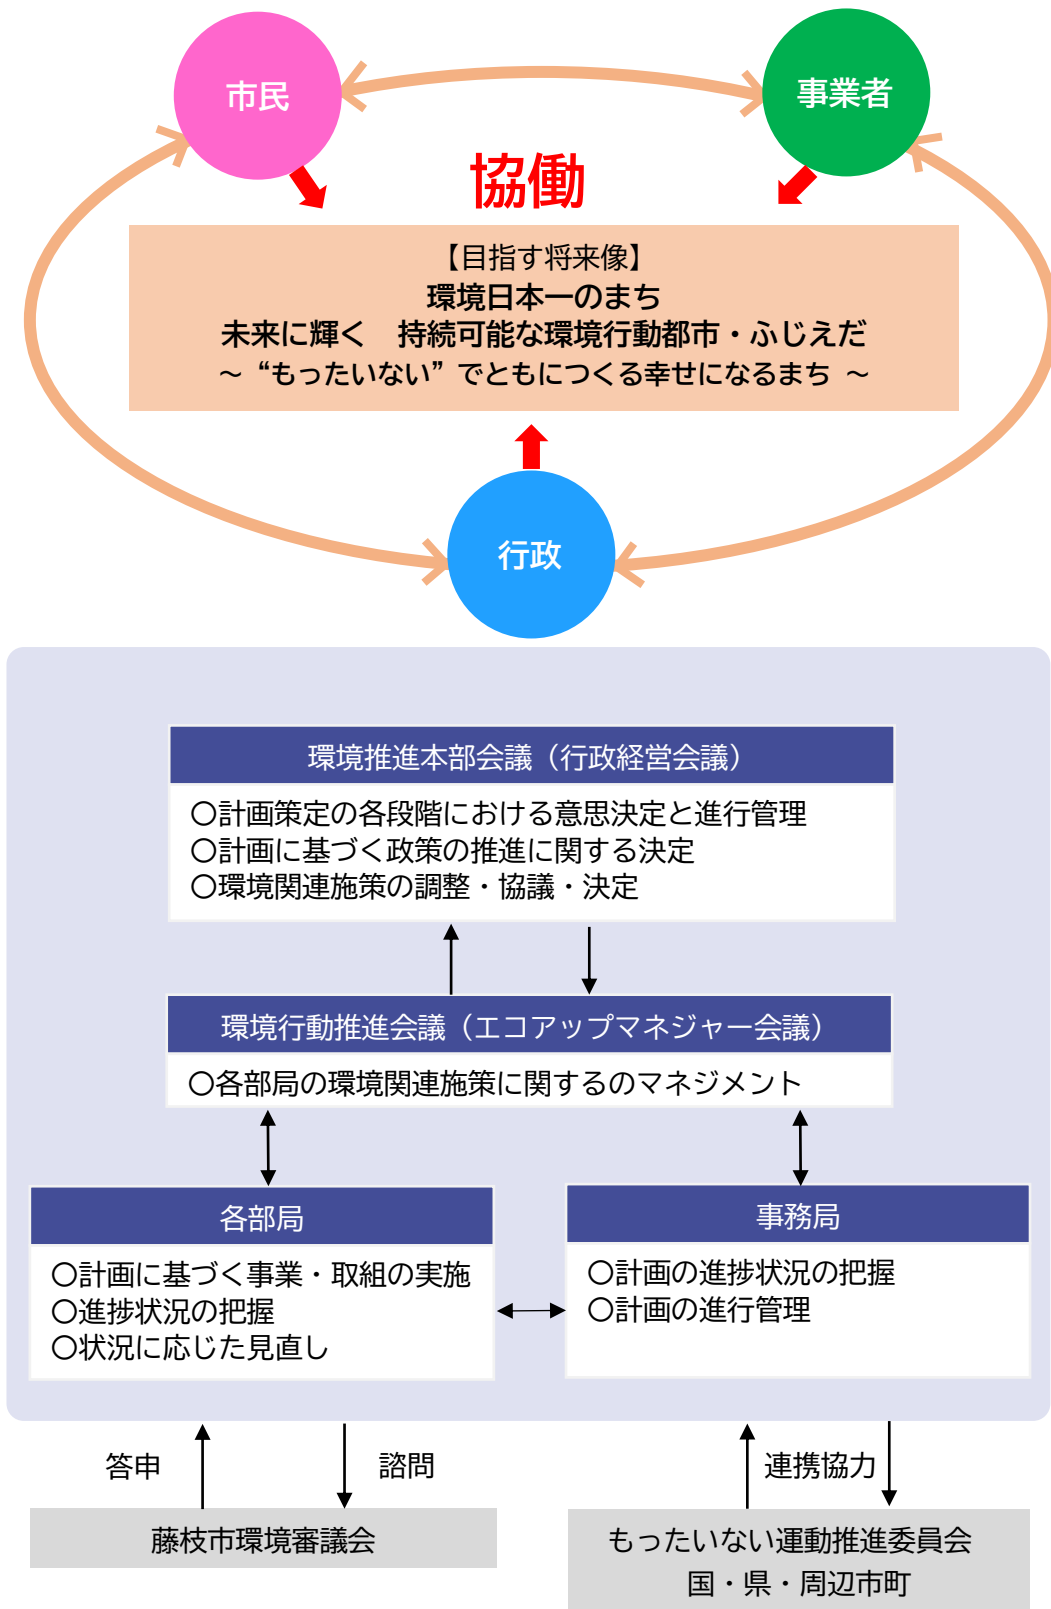 市民
事業者
協働
【目指す将来像】
環境日本一のまち
未来に輝く　持続可能な環境行動都市・ふじえだ
～“もったいない”でともにつくる幸せになるまち ～
行政
環境推進本部会議（行政経営会議）
〇計画策定の各段階における意思決定と進行管理
〇計画に基づく政策の推進に関する決定
〇環境関連施策の調整・協議・決定
環境行動推進会議（エコアップマネジャー会議）
〇各部局の環境関連施策に関するのマネジメント
各部局
〇計画に基づく事業・取組の実施
〇進捗状況の把握
〇状況に応じた見直し
事務局
〇計画の進捗状況の把握
〇計画の進行管理
答申
諮問
連携協力
藤枝市環境審議会
もったいない運動推進委員会
国・県・周辺市町